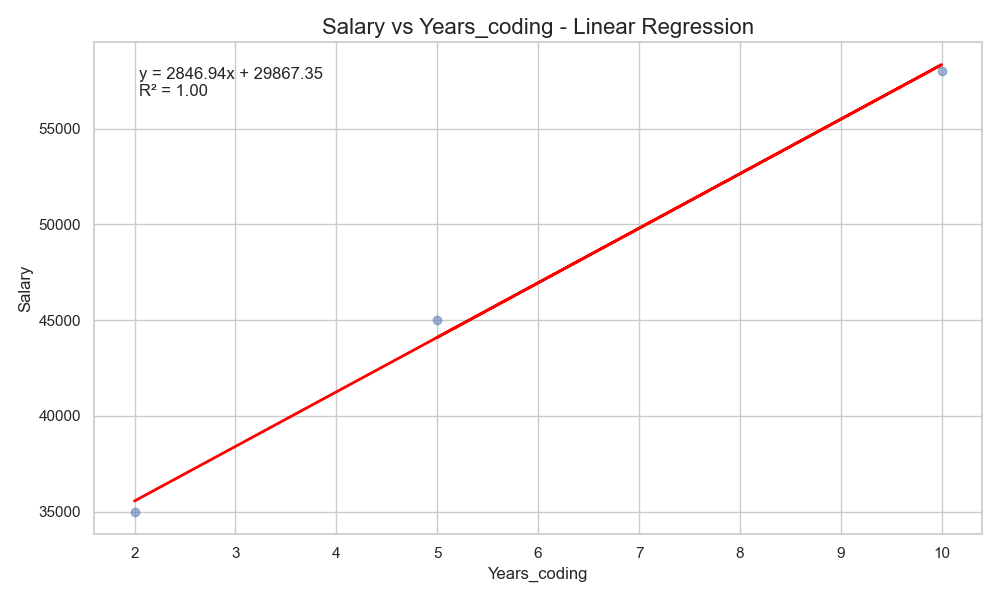 Salary vs Years_coding - Linear Regression
y = 2846.94x + 29867.35
R² = 1.00
55000
50000
45000
40000
35000
Salary
2 3 4 5 6 7 8 9 10
Years_coding